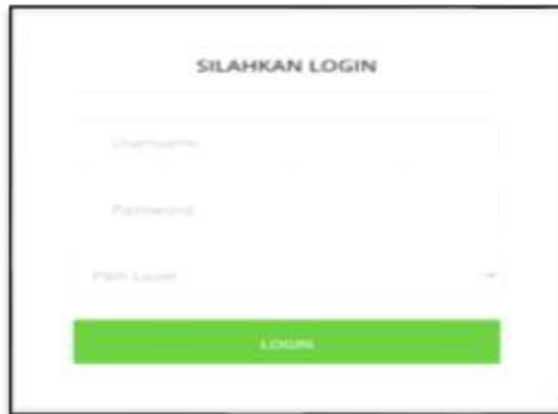 SILAHKAN LOGIN
Username
Password
Pilih Level
LOGIN